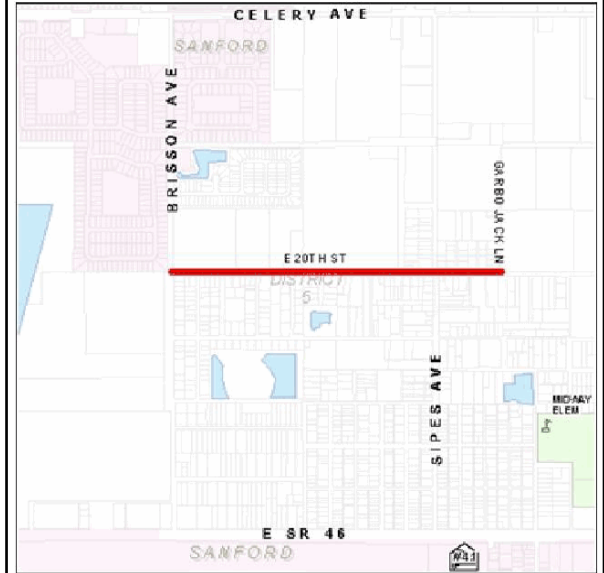 CELERY AVE
SANFORD
BRISSON AVE
GARBO JACK LN
E 20TH ST
DISTRICT
5
SIPES AVE
MIDWAY
ELEM
E SR 46
SANFORD
#41